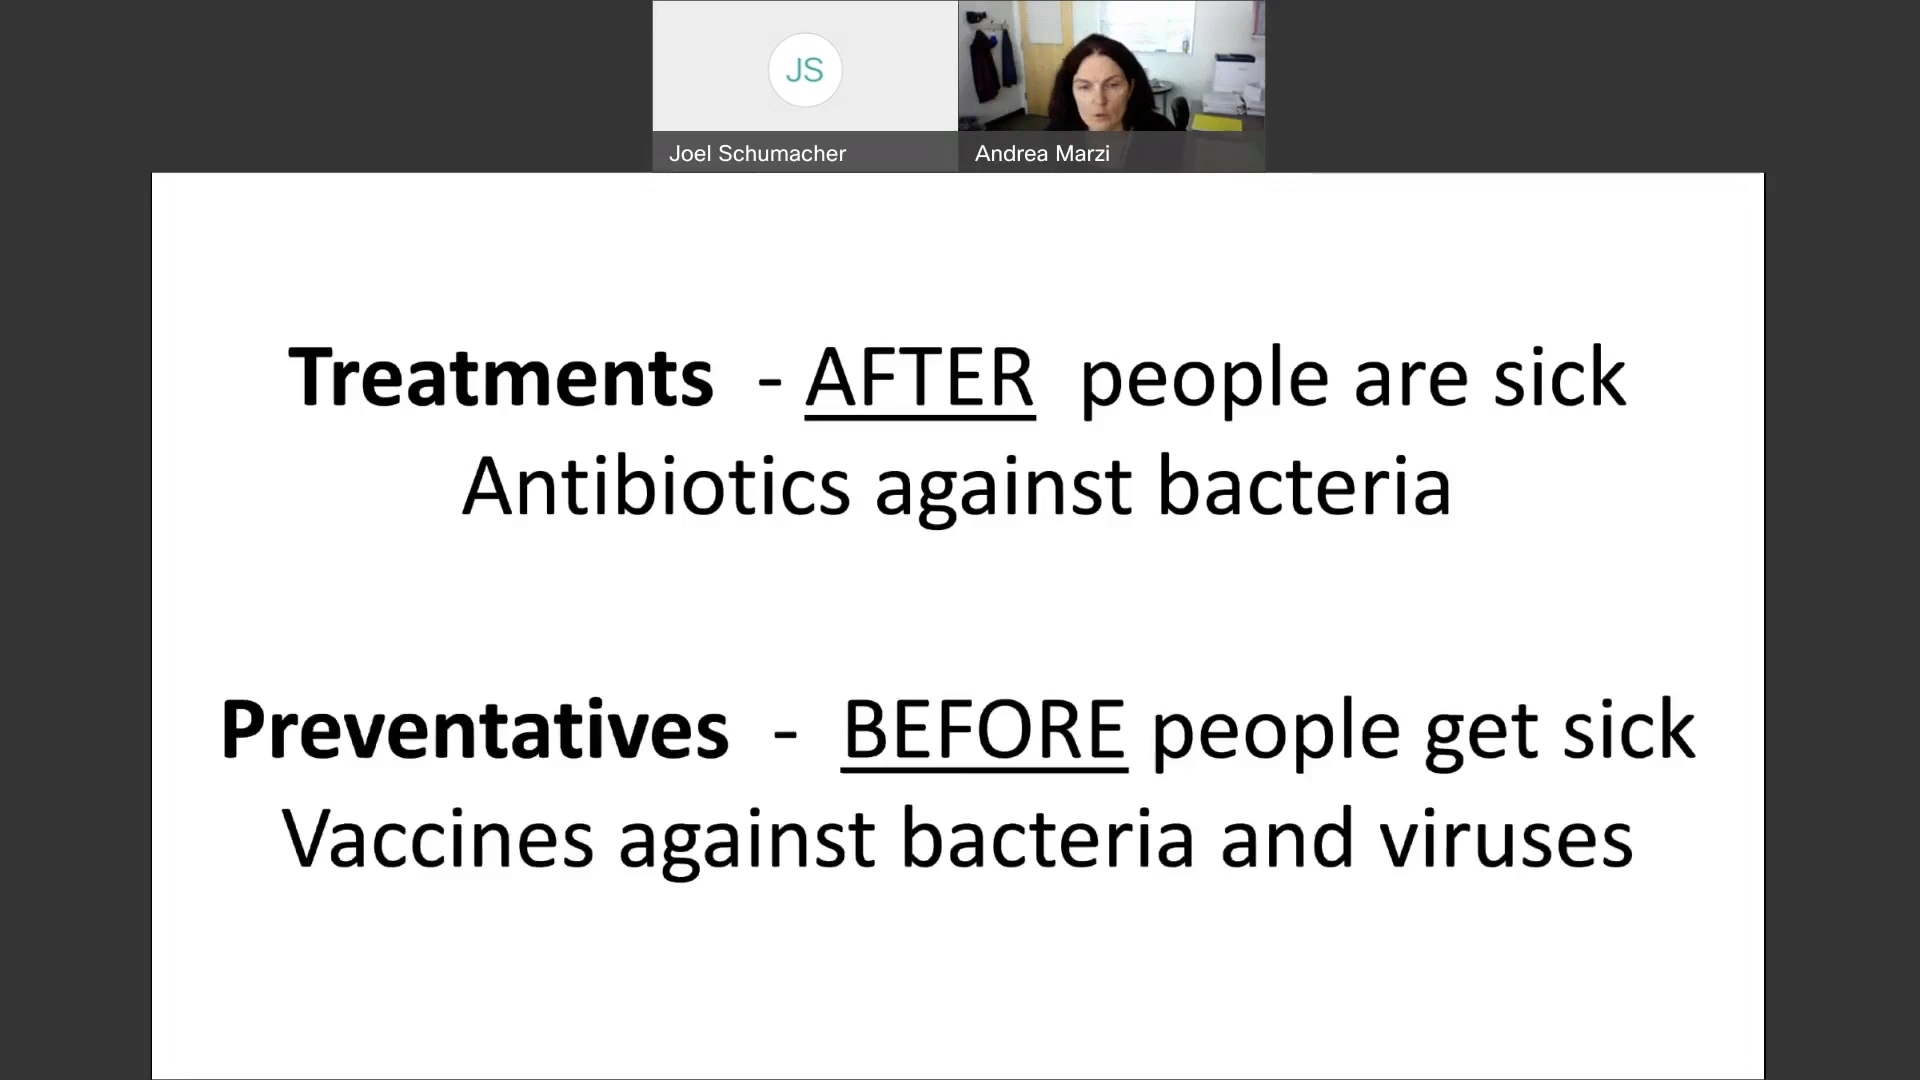 JS
Joel Schumacher
Andrea Marzi
Treatments - AFTER people are sick
Antibiotics against bacteria
Preventatives - BEFORE people get sick
Vaccines against bacteria and viruses